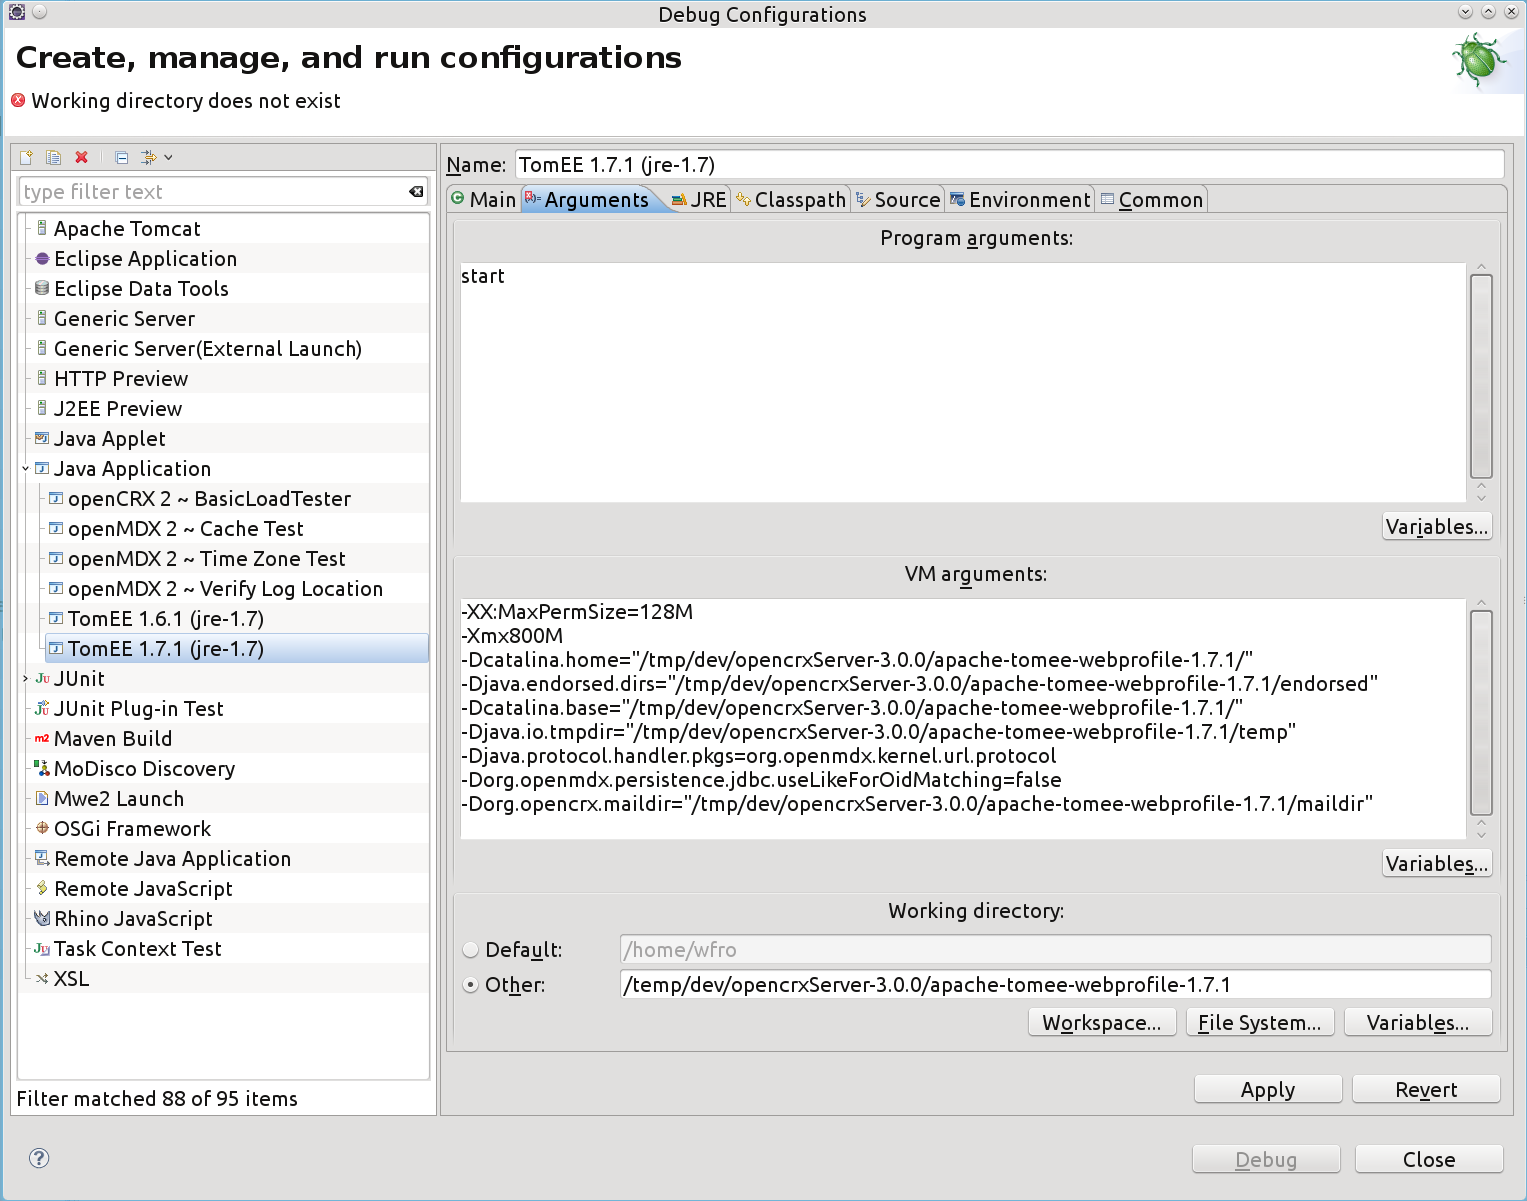 Debug Configurations
Create, manage, and run configurations
Working directory does not exist
type filter text
Apache Tomcat
Eclipse Application
Eclipse Data Tools
Generic Server
Generic Server(External Launch)
HTTP Preview
J2EE Preview
Java Applet
Java Application
openCRX 2 ~ BasicLoadTester
openMDX 2 ~ Cache Test
openMDX 2 ~ Time Zone Test
openMDX 2 ~ Verify Log Location
TomEE 1.6.1 (jre-1.7)
TomEE 1.7.1 (jre-1.7)
JUnit
JUnit Plug-in Test
Maven Build
MoDisco Discovery
Mwe2 Launch
OSGi Framework
Remote Java Application
Remote JavaScript
Rhino JavaScript
Task Context Test
XSL
Filter matched 88 of 95 items
Name: TomEE 1.7.1 (jre-1.7)
Main Arguments JRE Classpath Source Environment Common
Program arguments:
start
Variables...
VM arguments:
-XX:MaxPermSize=128M
-Xmx800M
-Dcatalina.home="/tmp/dev/opencrxServer-3.0.0/apache-tomee-webprofile-1.7.1/"
-Djava.endorsed.dirs="/tmp/dev/opencrxServer-3.0.0/apache-tomee-webprofile-1.7.1/endorsed"
-Dcatalina.base="/tmp/dev/opencrxServer-3.0.0/apache-tomee-webprofile-1.7.1/"
-Djava.io.tmpdir="/tmp/dev/opencrxServer-3.0.0/apache-tomee-webprofile-1.7.1/temp"
-Djava.protocol.handler.pkgs=org.openmdx.kernel.url.protocol
-Dorg.openmdx.persistence.jdbc.useLikeForOidMatching=false
-Dorg.opencrx.maildir="/tmp/dev/opencrxServer-3.0.0/apache-tomee-webprofile-1.7.1/maildir"
Variables...
Working directory:
Default: /home/wfro
Other: /temp/dev/opencrxServer-3.0.0/apache-tomee-webprofile-1.7.1
Workspace... File System... Variables...
Apply Revert
Debug Close